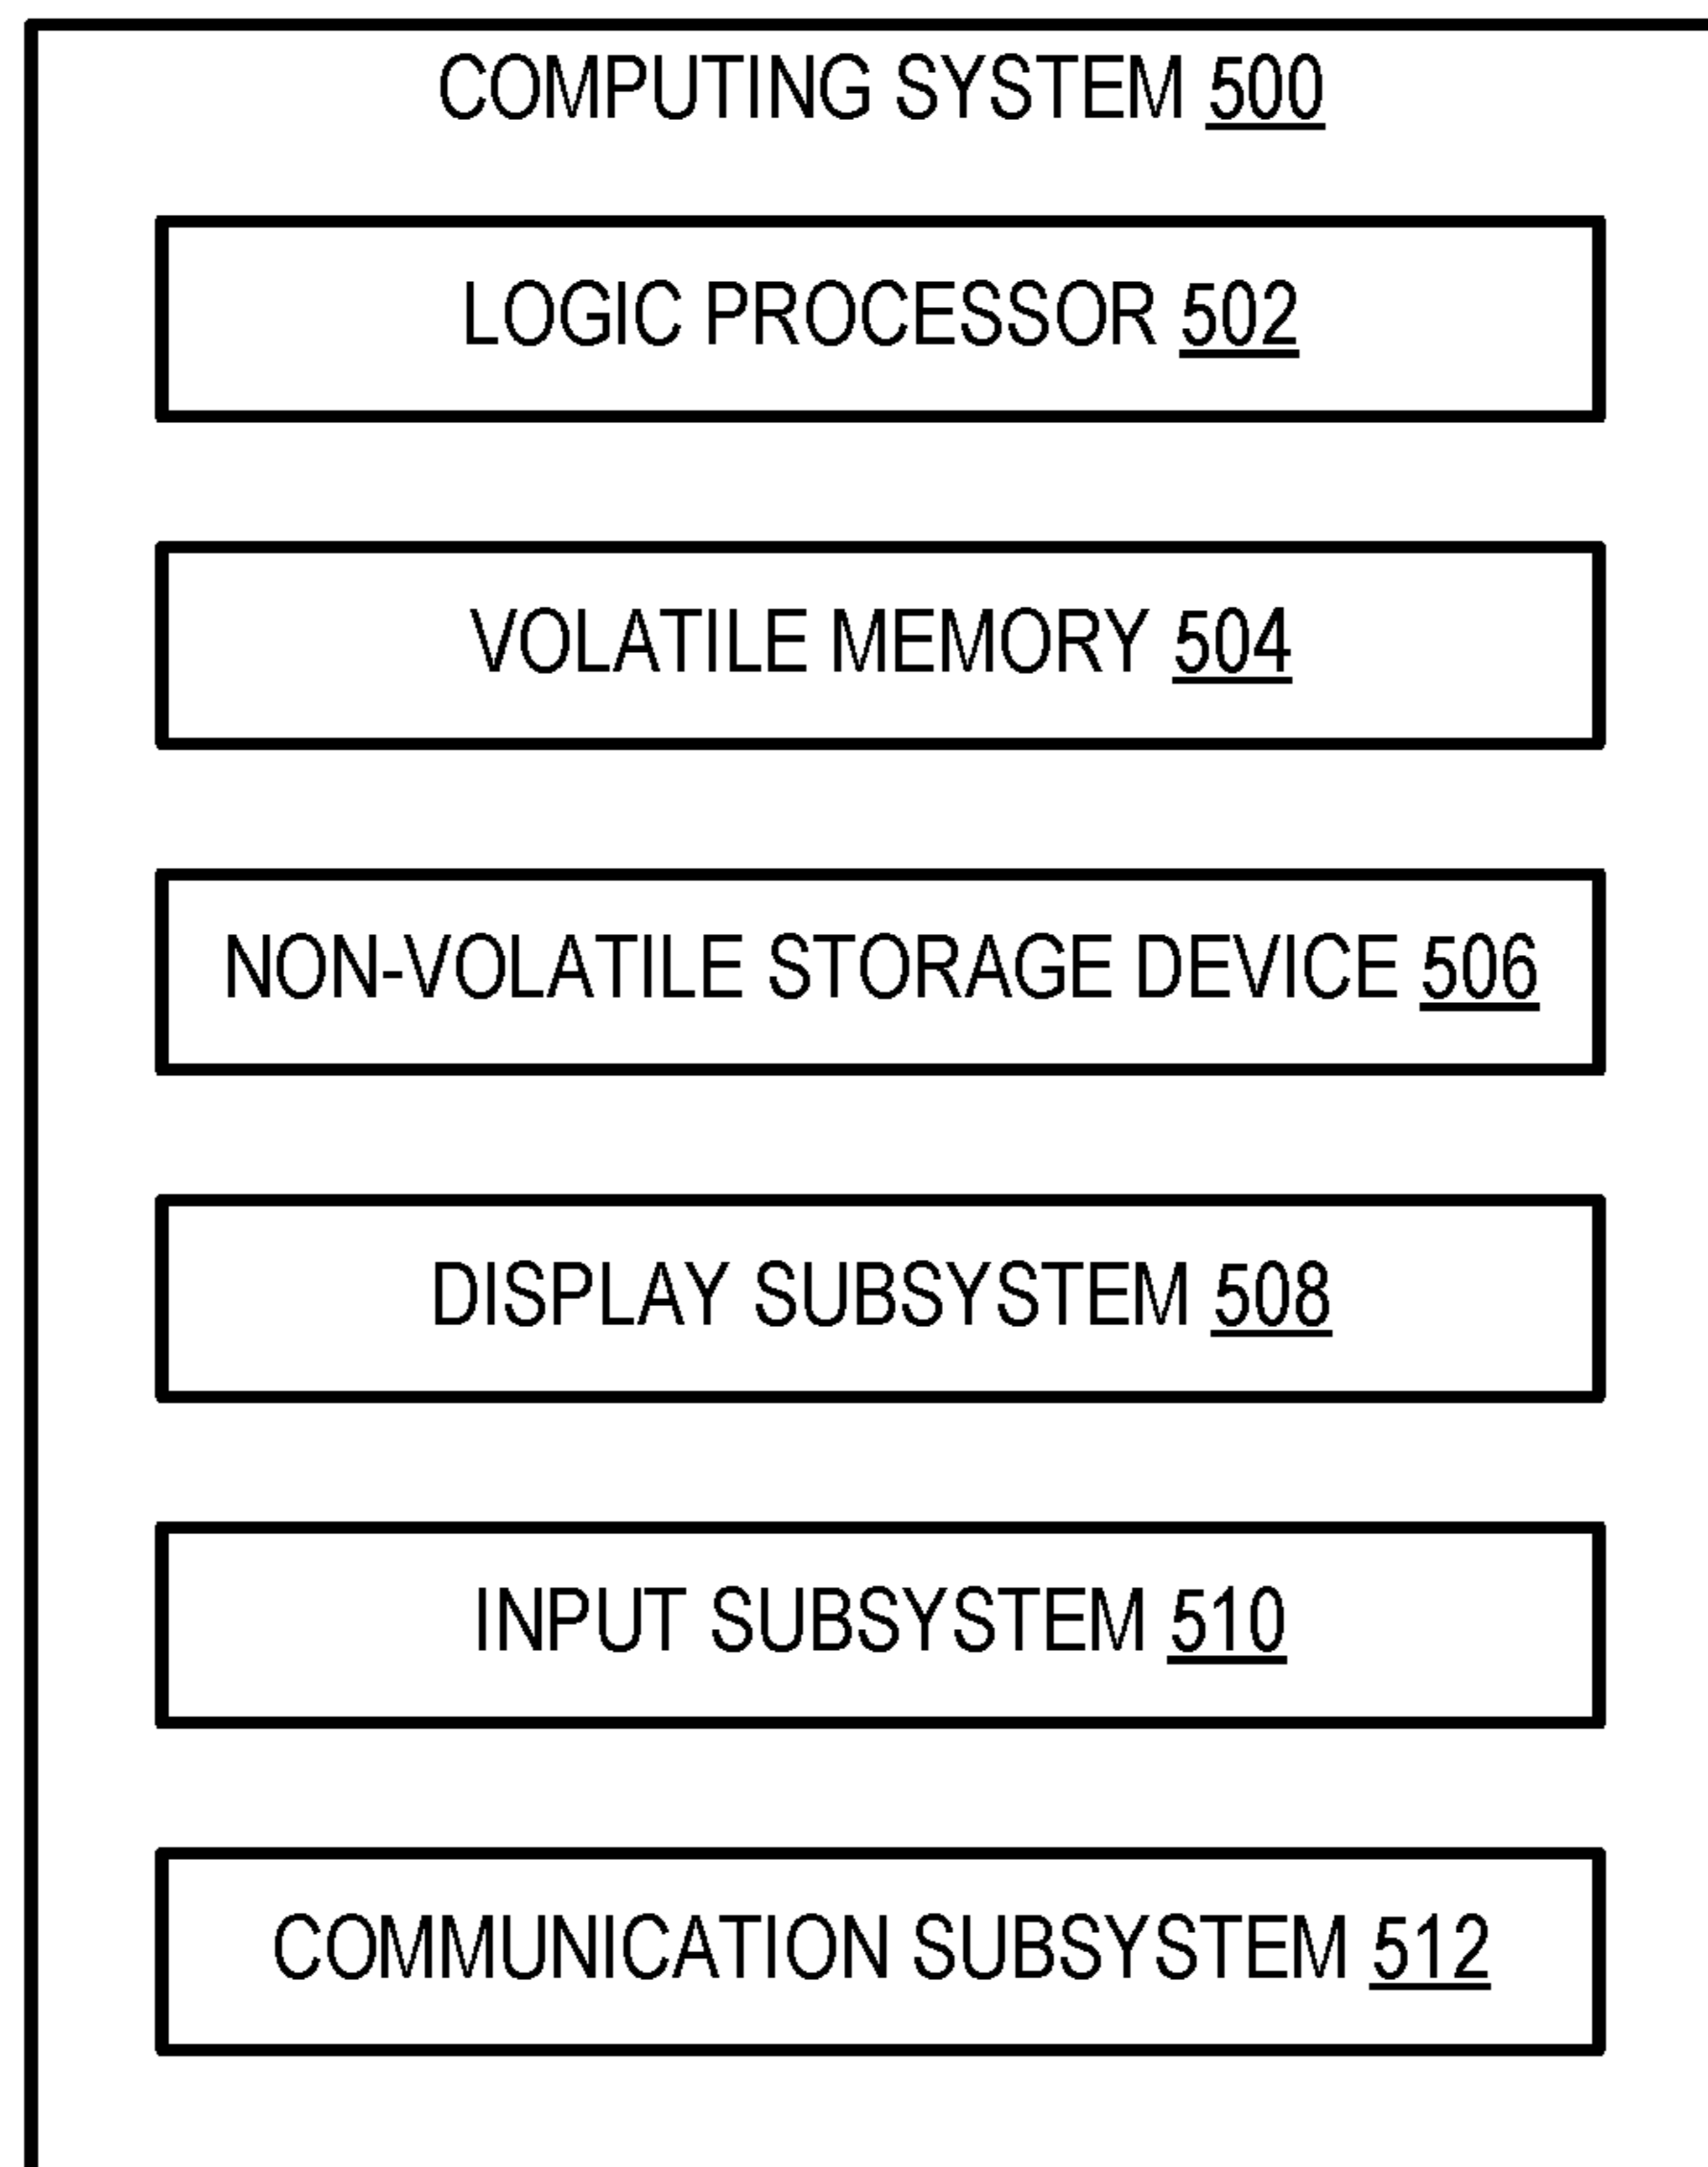 COMPUTING SYSTEM 500
LOGIC PROCESSOR 502
VOLATILE MEMORY 504
NON-VOLATILE STORAGE DEVICE 506
DISPLAY SUBSYSTEM 508
INPUT SUBSYSTEM 510
COMMUNICATION SUBSYSTEM 512